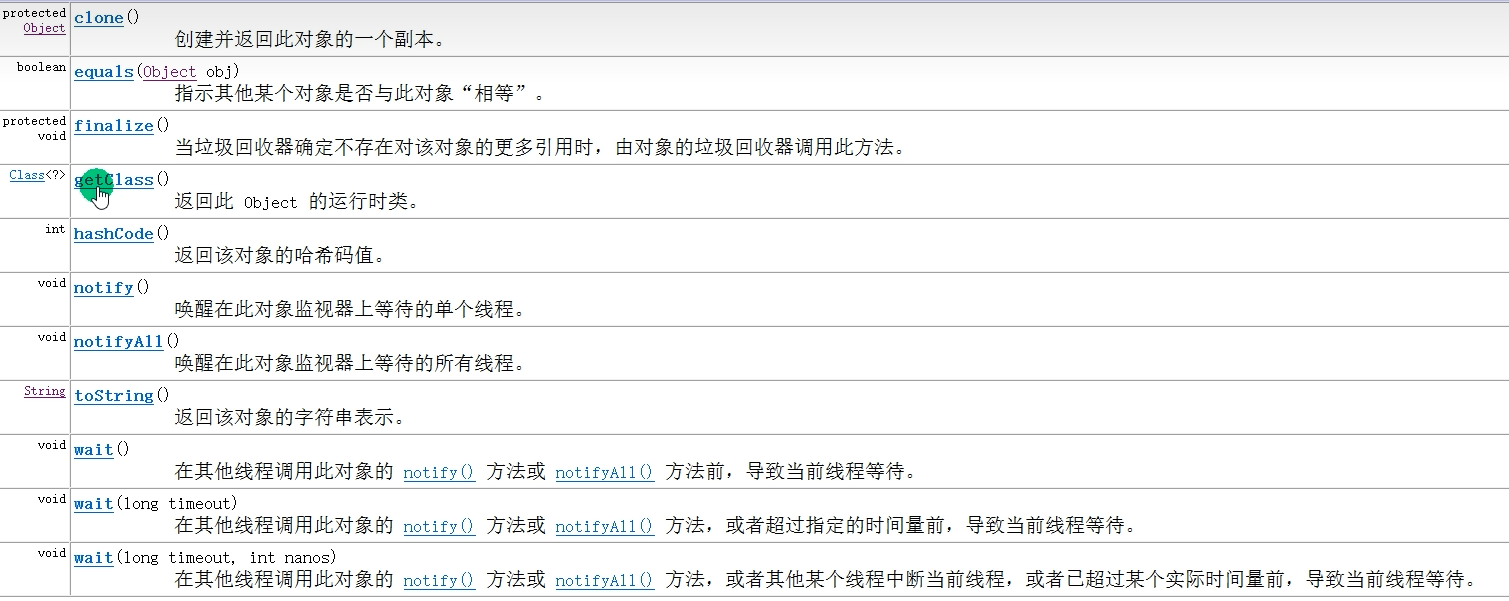 protected clone()
Object
创建并返回此对象的一个副本。
boolean equals(Object obj)
指示其他某个对象是否与此对象“相等”。
protected finalize()
void
当垃圾回收器确定不存在对该对象的更多引用时，由对象的垃圾回收器调用此方法。
Class<?> getClass()
返回此 Object 的运行时类。
int hashCode()
返回该对象的哈希码值。
void notify()
唤醒在此对象监视器上等待的单个线程。
void notifyAll()
唤醒在此对象监视器上等待的所有线程。
String toString()
返回该对象的字符串表示。
void wait()
在其他线程调用此对象的 notify() 方法或 notifyAll() 方法前，导致当前线程等待。
void wait(long timeout)
在其他线程调用此对象的 notify() 方法或 notifyAll() 方法，或者超过指定的时间量前，导致当前线程等待。
void wait(long timeout, int nanos)
在其他线程调用此对象的 notify() 方法或 notifyAll() 方法，或者其他某个线程中断当前线程，或者已超过某个实际时间量前，导致当前线程等待。